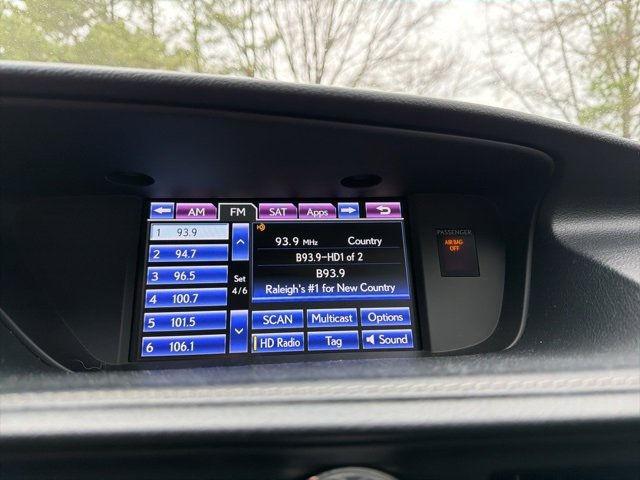 AM FM SAT Apps
1 93.9
2 94.7
3 96.5
4 100.7
5 101.5
6 106.1
Set
4/6
93.9 MHz Country
B93.9-HD1 of 2
B93.9
Raleigh's #1 for New Country
SCAN Multicast Options
HD Radio Tag Sound
PASSENGER
AIR BAG
OFF